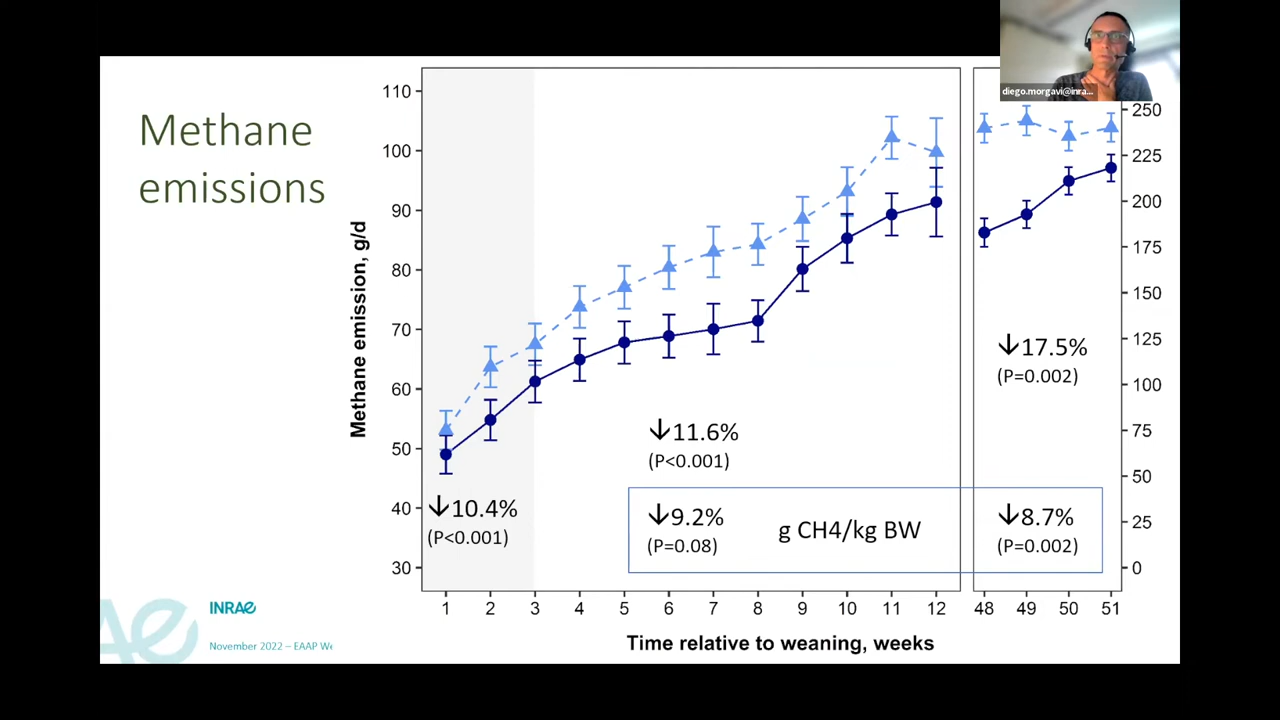 diego.morgavi@inra...
Methane
emissions
Methane emission, g/d
110
100
90
80
70
60
50
40
30
250
225
200
175
150
125
100
75
50
25
0
↓17.5%
(P=0.002)
↓11.6%
(P<0.001)
↓10.4%
(P<0.001)
↓9.2%
(P=0.08)
g CH4/kg BW
↓8.7%
(P=0.002)
1 2 3 4 5 6 7 8 9 10 11 12 48 49 50 51
Time relative to weaning, weeks
INRAE
November 2022 – EAAP We